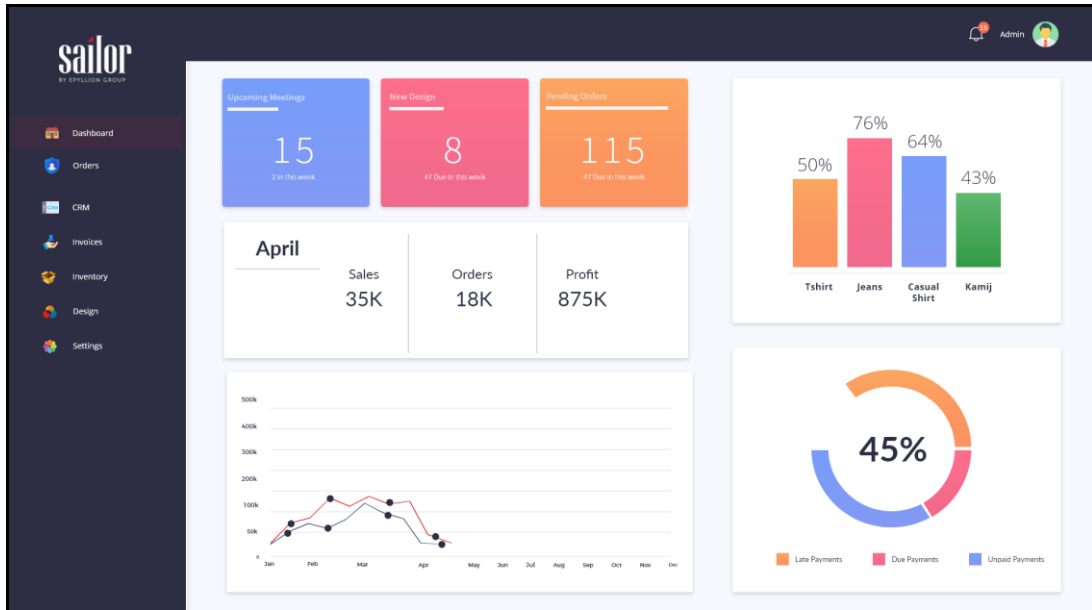 sailor
BY EPYLLION GROUP
13
Admin
Dashboard
Orders
CRM
Invoices
Inventory
Design
Settings
Upcoming Meetings
15
2 in this week
New Design
8
47 Due in this week
Pending Orders
115
47 Due in this week
April
Sales
35K
Orders
18K
Profit
875K
500k
400k
300k
200k
100k
50k
0
Jan Feb Mar Apr May Jun Jul Aug Sep Oct Nov Dec
50%
76%
64%
43%
Tshirt
Jeans
Casual
Shirt
Kamij
45%
Late Payments
Due Payments
Unpaid Payments